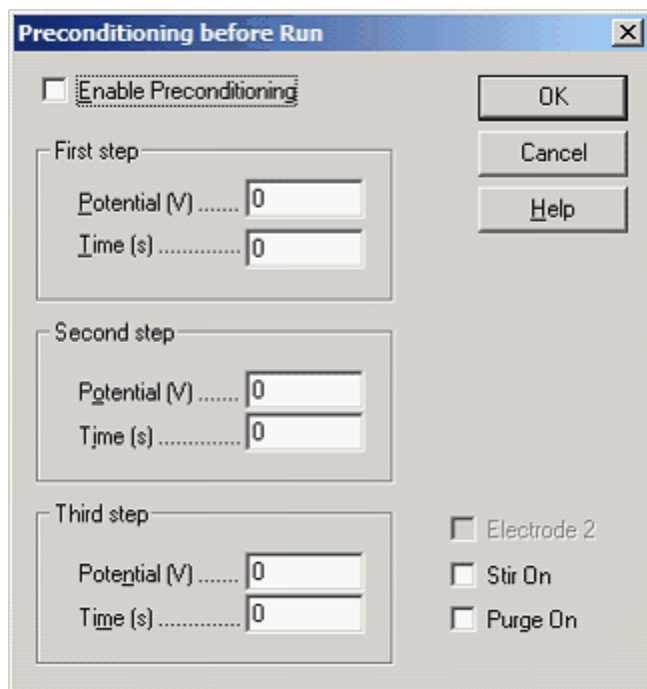 Preconditioning before Run
Enable Preconditioning
OK
Cancel
Help
First step
Potential (V) .......
0
Time (s) ..............
0
Second step
Potential (V) .......
0
Time (s) ..............
0
Third step
Potential (V) .......
0
Time (s) ..............
0
Electrode 2
Stir On
Purge On